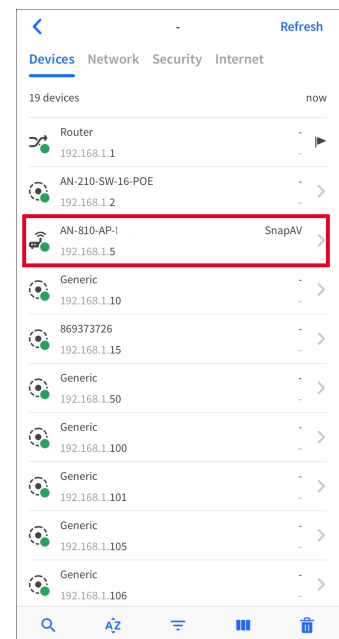 -
Refresh
Devices Network Security Internet
19 devices now
Router -
192.168.1.1 -
AN-210-SW-16-POE -
192.168.1.2 -
AN-810-AP-I SnapAV
192.168.1.5
Generic -
192.168.1.10 -
869373726 -
192.168.1.15 -
Generic -
192.168.1.50 -
Generic -
192.168.1.100 -
Generic -
192.168.1.101 -
Generic -
192.168.1.105 -
Generic -
192.168.1.106 -
AZ